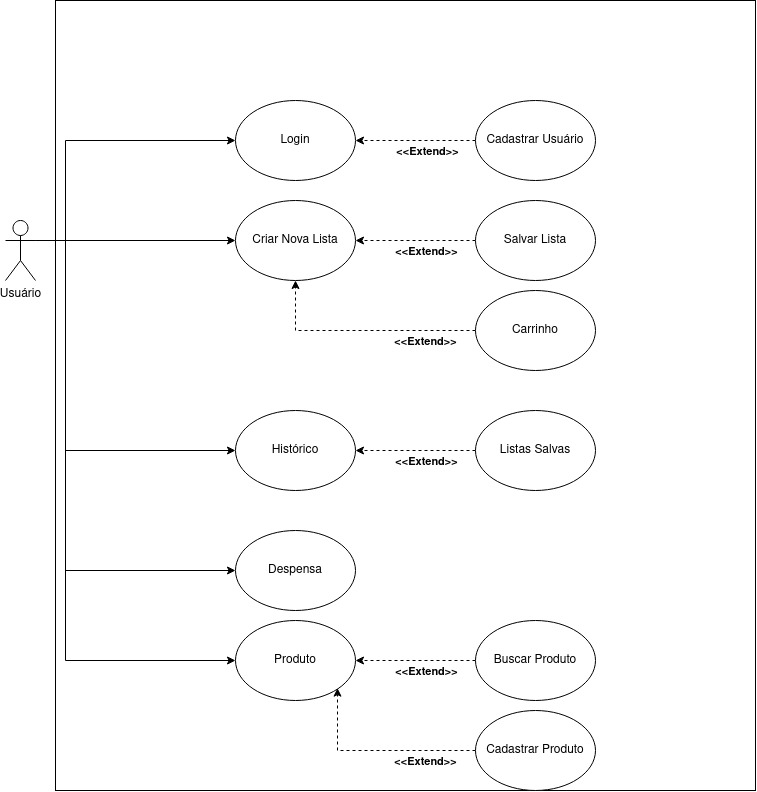 Login
Cadastrar Usuário
<<Extend>>
Criar Nova Lista
Salvar Lista
<<Extend>>
Usuário
Carrinho
<<Extend>>
Histórico
Listas Salvas
<<Extend>>
Despensa
Produto
Buscar Produto
<<Extend>>
Cadastrar Produto
<<Extend>>